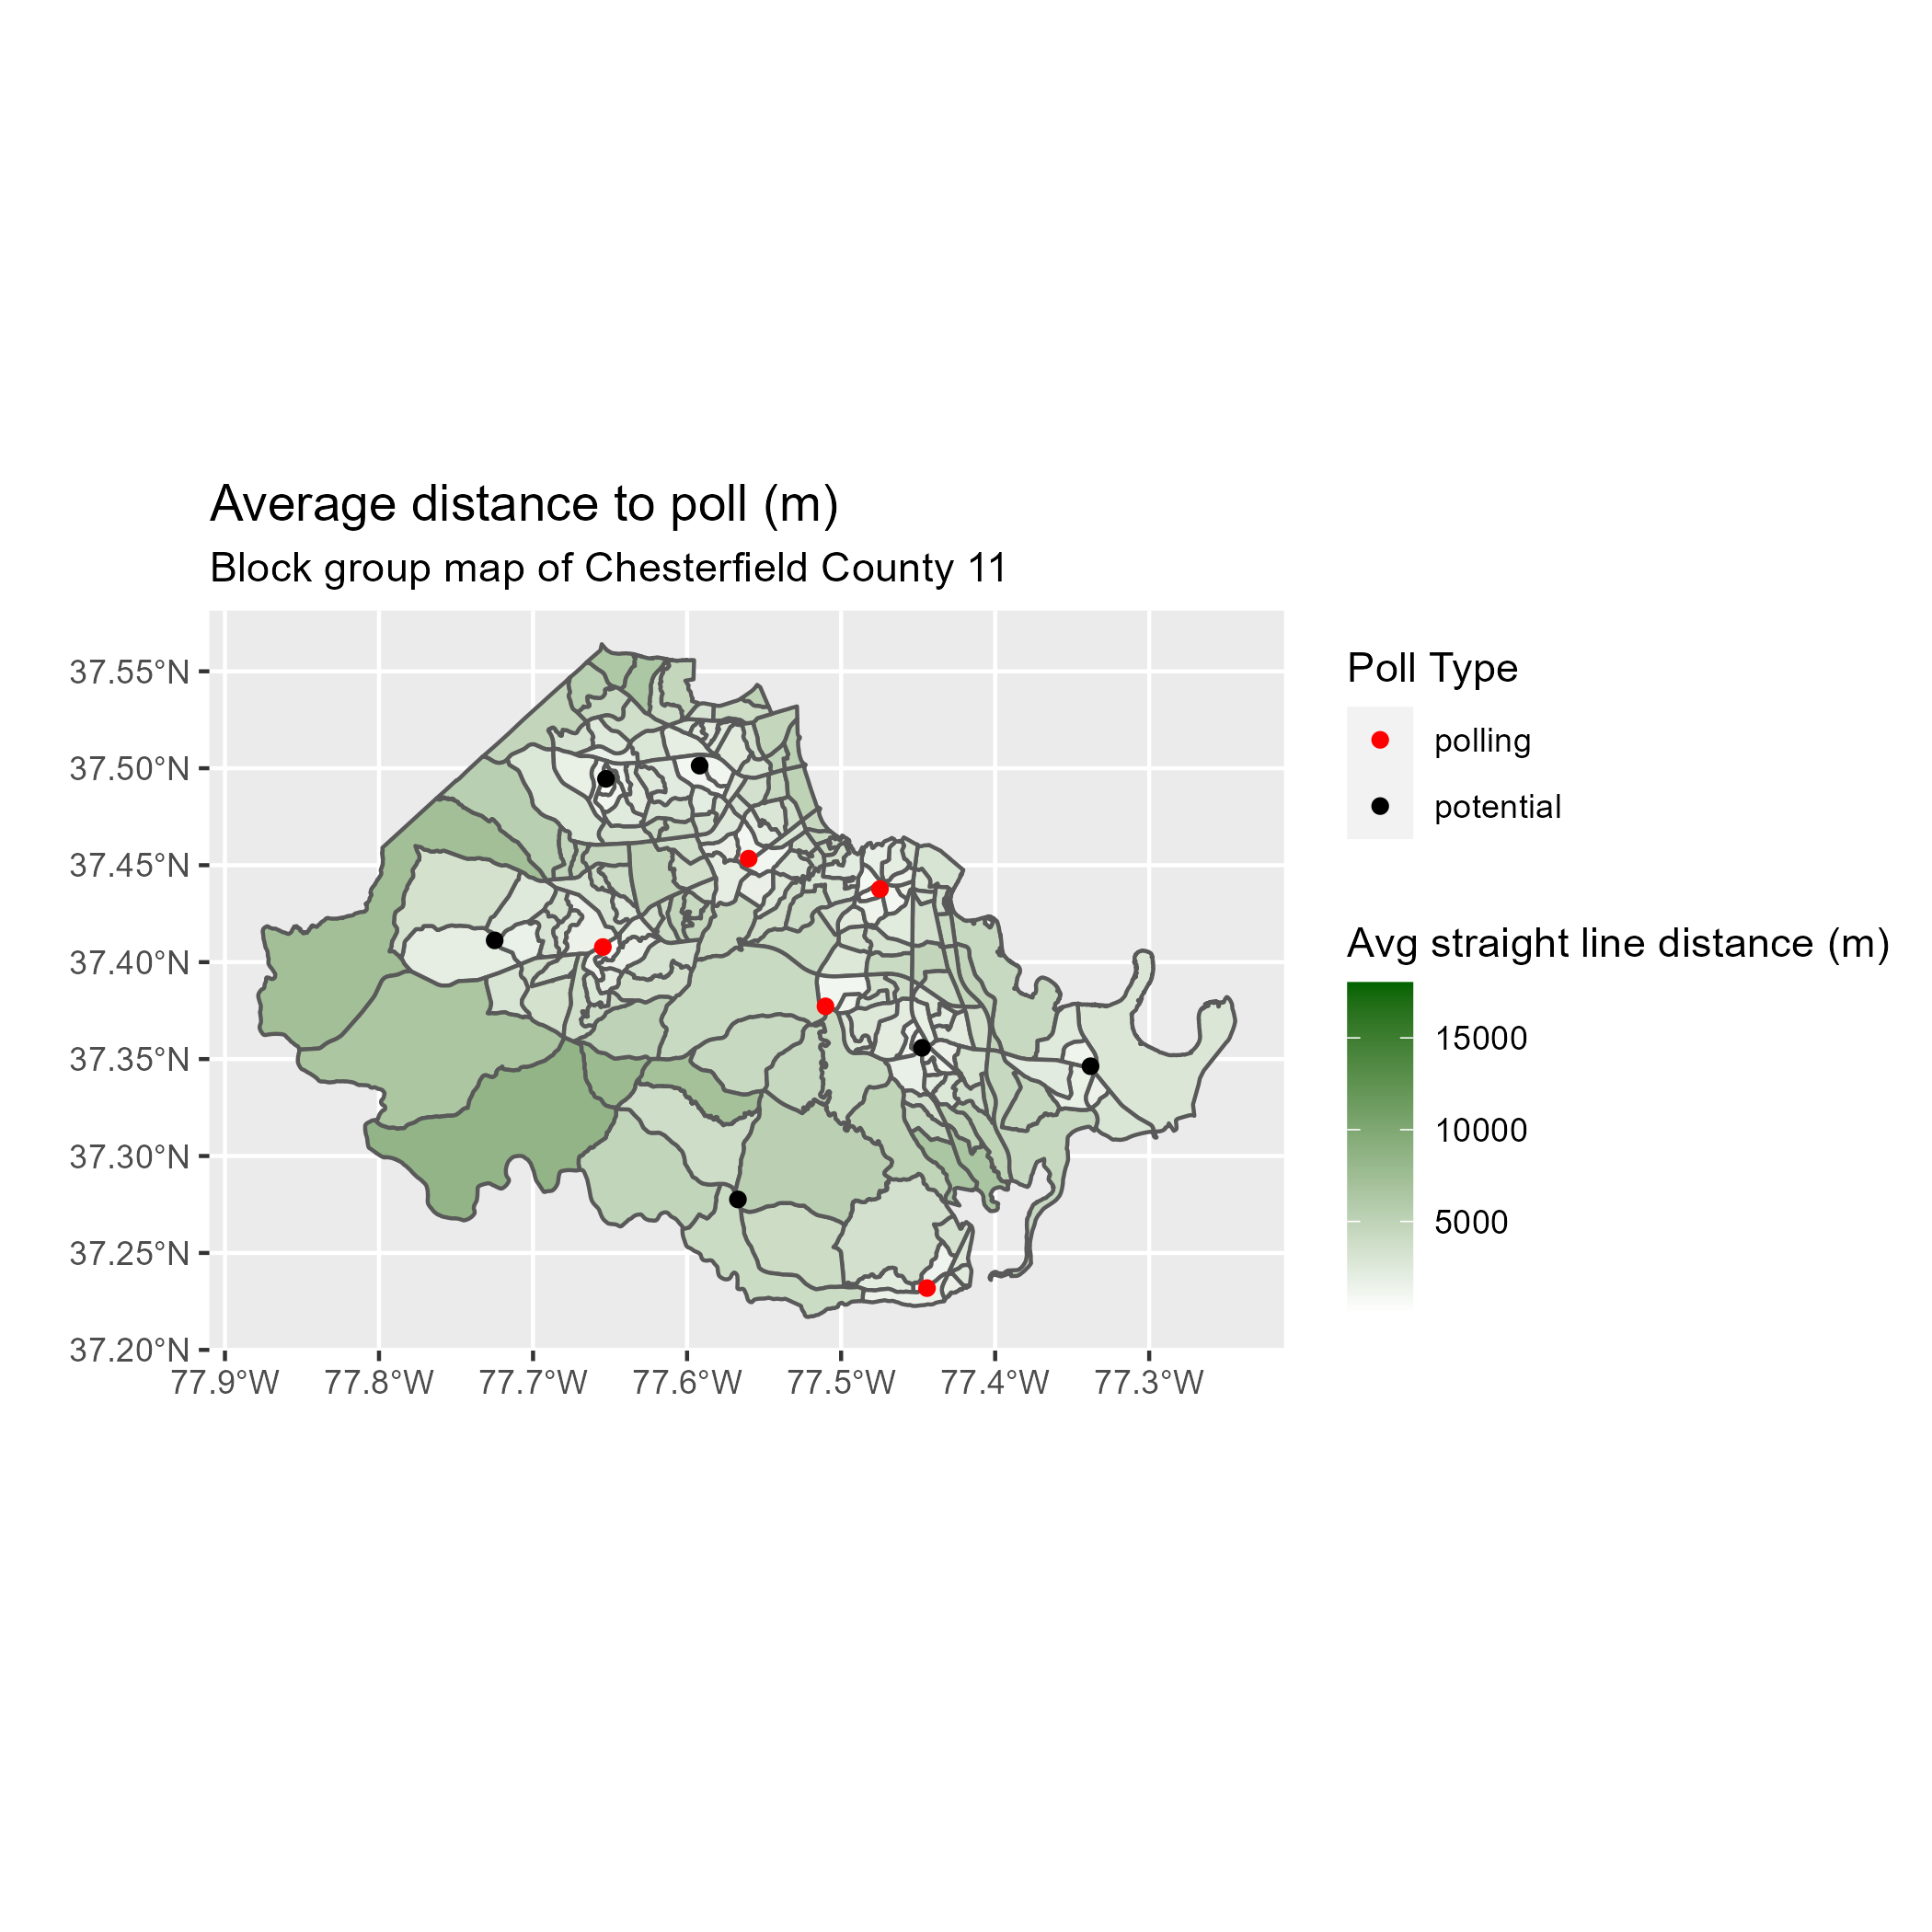 Average distance to poll (m)
Block group map of Chesterfield County 11
37.55°N
37.50°N
37.45°N
37.40°N
37.35°N
37.30°N
37.25°N
37.20°N
77.9°W 77.8°W 77.7°W 77.6°W 77.5°W 77.4°W 77.3°W
Poll Type
polling
potential
Avg straight line distance (m)
15000
10000
5000